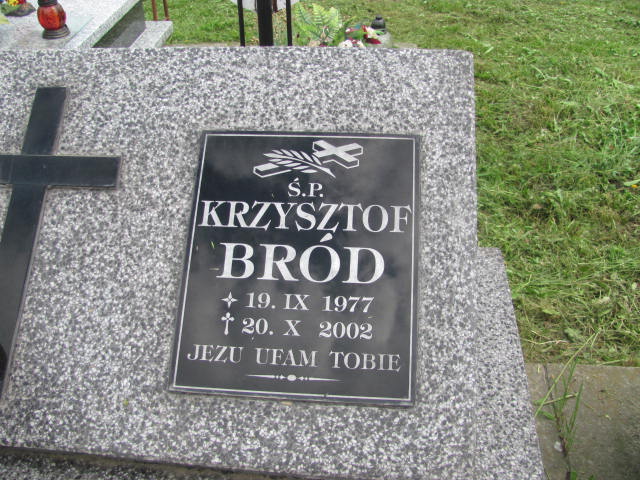 Ś.P.
KRZYSZTOF
BRÓD
19. IX 1977
20. X 2002
JEZU UFAM TOBIE